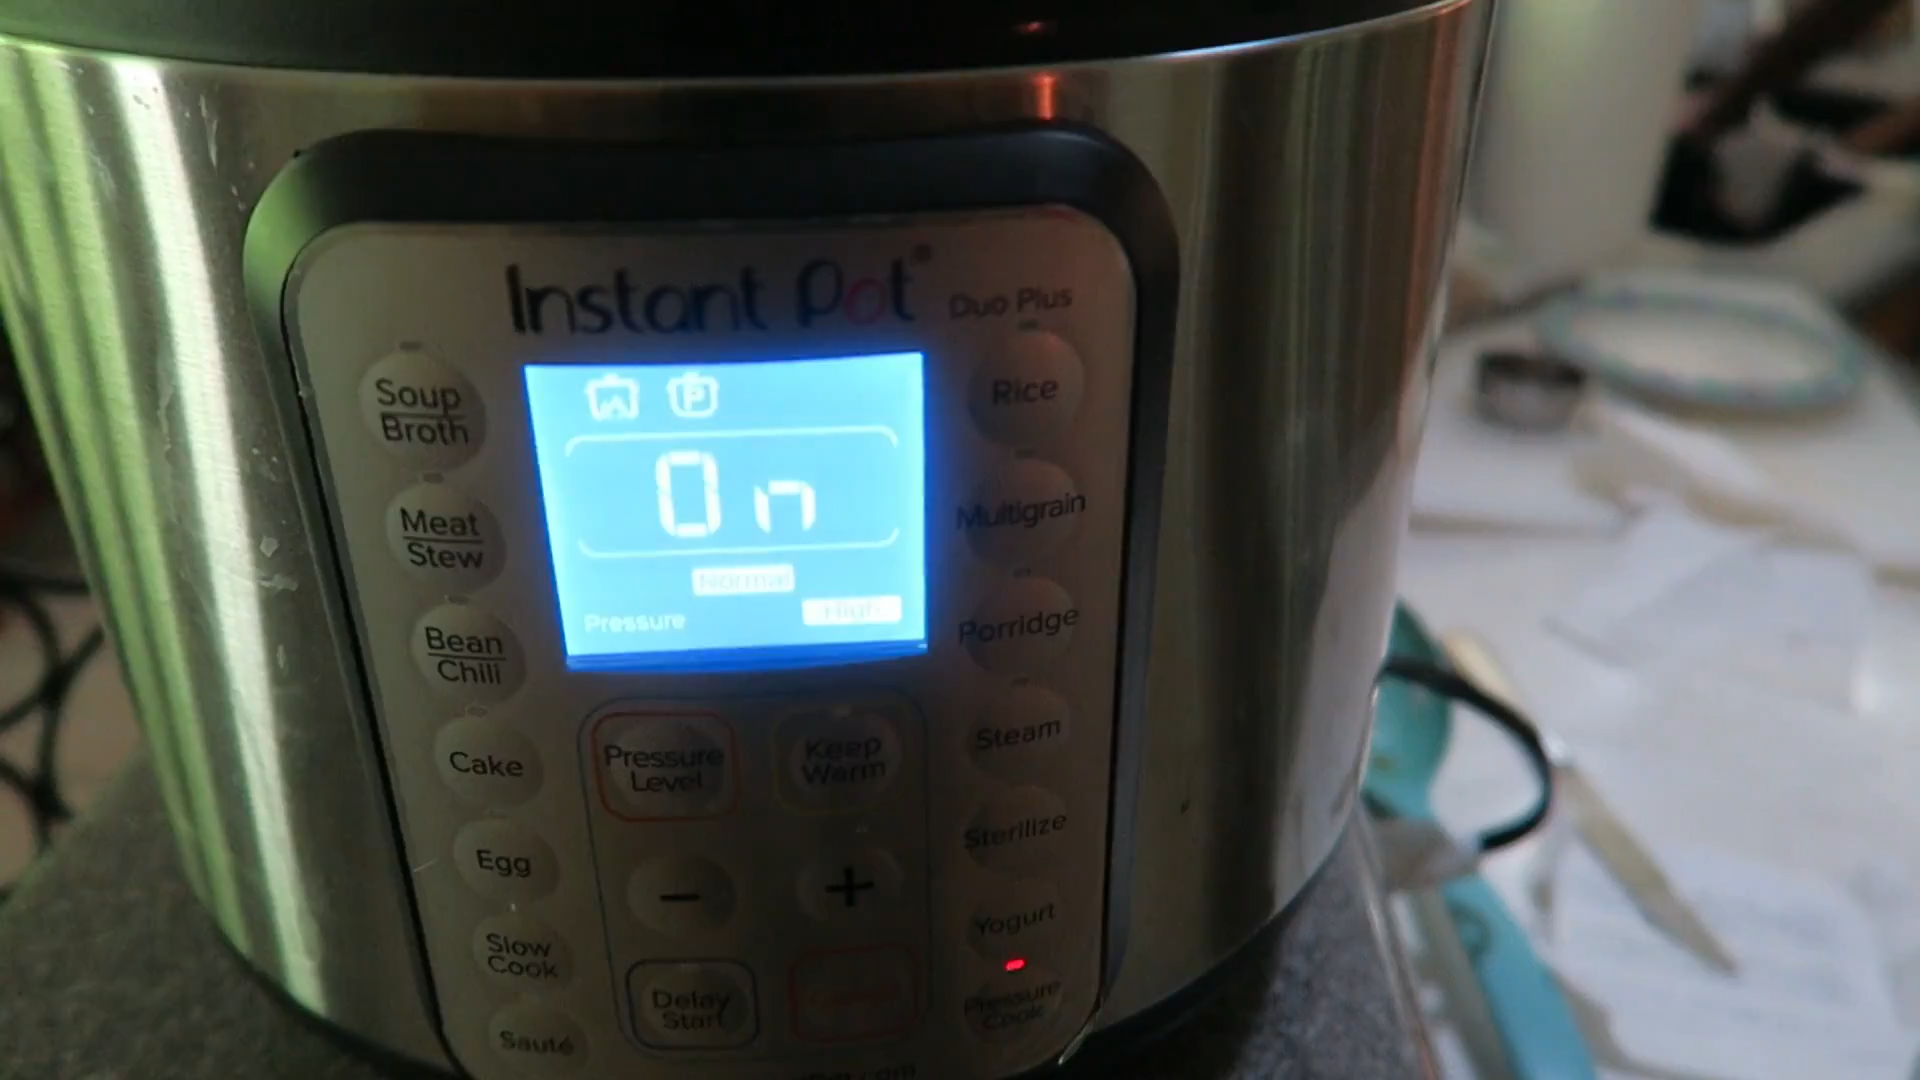 Instant Pot®
Duo Plus
P
On
Normal
Pressure
High
Soup
Broth
Meat
Stew
Bean
Chili
Cake
Egg
Slow
Cook
Sauté
Pressure
Level
Keep
Warm
−
+
Delay
Start
Rice
Multigrain
Porridge
Steam
Sterilize
Yogurt
Pressure
Cook